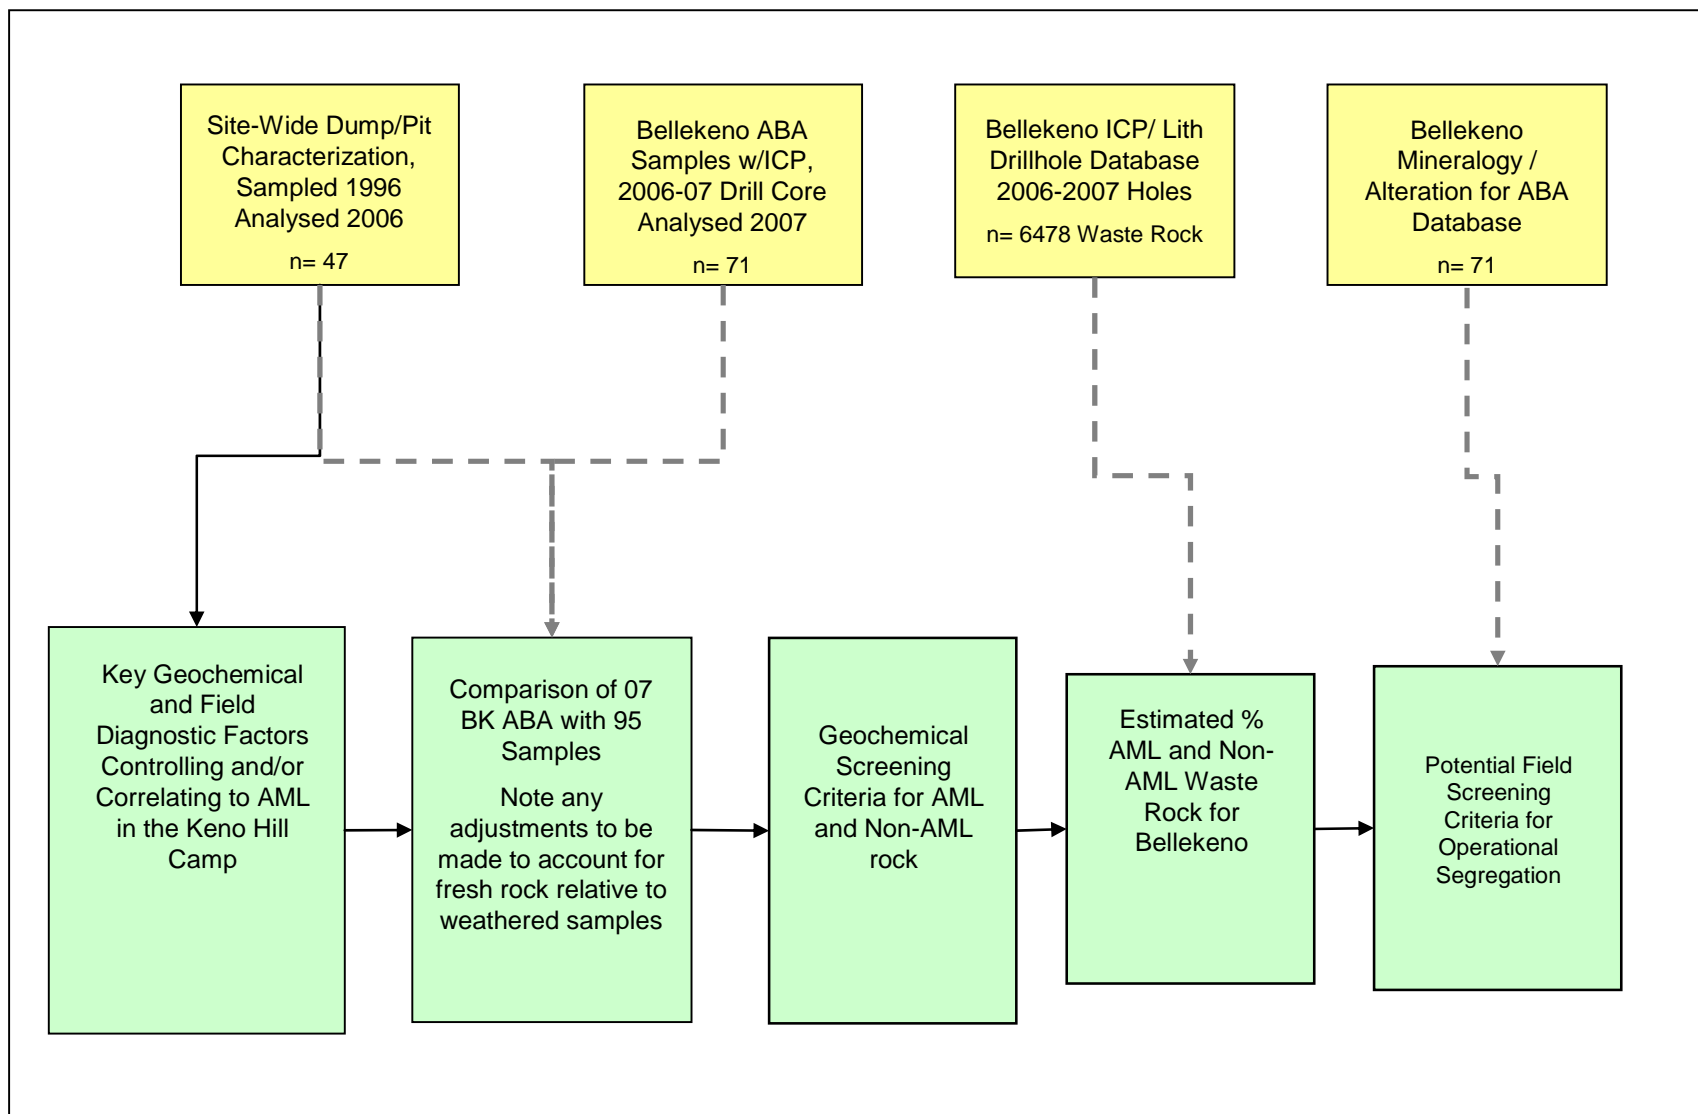 Site-Wide Dump/Pit
Characterization,
Sampled 1996
Analysed 2006
n= 47
Bellekeno ABA
Samples w/ICP,
2006-07 Drill Core
Analysed 2007
n= 71
Bellekeno ICP/ Lith
Drillhole Database
2006-2007 Holes
n= 6478 Waste Rock
Bellekeno
Mineralogy /
Alteration for ABA
Database
n= 71
Key Geochemical
and Field
Diagnostic Factors
Controlling and/or
Correlating to AML
in the Keno Hill
Camp
Comparison of 07
BK ABA with 95
Samples
Note any
adjustments to be
made to account for
fresh rock relative to
weathered samples
Geochemical
Screening
Criteria for AML
and Non-AML
rock
Estimated %
AML and Non-
AML Waste
Rock for
Bellekeno
Potential Field
Screening
Criteria for
Operational
Segregation